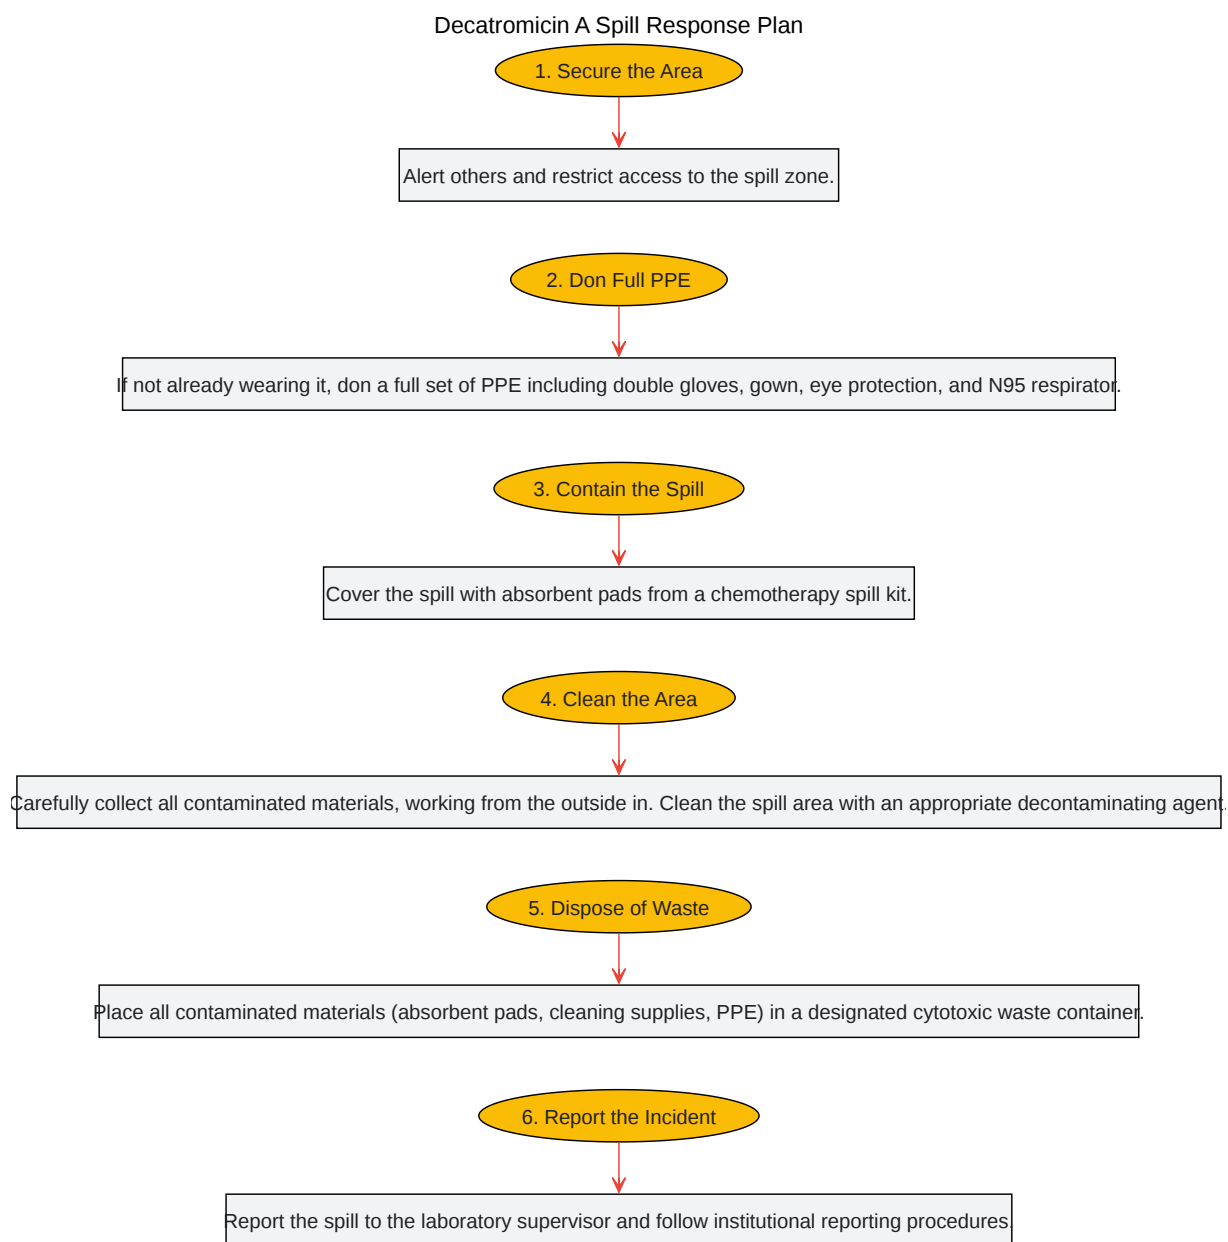 Decatromicin A Spill Response Plan
1. Secure the Area
Alert others and restrict access to the spill zone.
2. Don Full PPE
If not already wearing it, don a full set of PPE including double gloves, gown, eye protection, and N95 respirator.
3. Contain the Spill
Cover the spill with absorbent pads from a chemotherapy spill kit.
4. Clean the Area
Carefully collect all contaminated materials, working from the outside in. Clean the spill area with an appropriate decontaminating agent.
5. Dispose of Waste
Place all contaminated materials (absorbent pads, cleaning supplies, PPE) in a designated cytotoxic waste container.
6. Report the Incident
Report the spill to the laboratory supervisor and follow institutional reporting procedures.